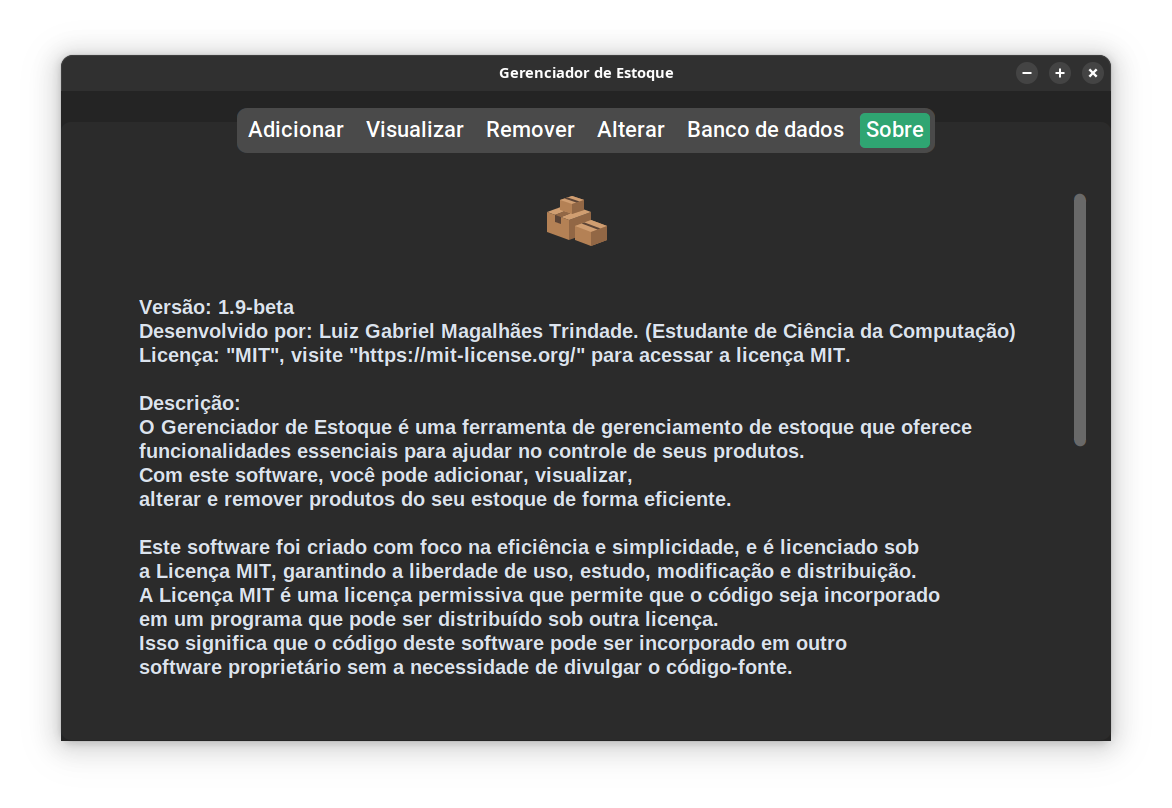 Gerenciador de Estoque
Adicionar Visualizar Remover Alterar Banco de dados Sobre
Versão: 1.9-beta
Desenvolvido por: Luiz Gabriel Magalhães Trindade. (Estudante de Ciência da Computação)
Licença: "MIT", visite "https://mit-license.org/" para acessar a licença MIT.
Descrição:
O Gerenciador de Estoque é uma ferramenta de gerenciamento de estoque que oferece
funcionalidades essenciais para ajudar no controle de seus produtos.
Com este software, você pode adicionar, visualizar,
alterar e remover produtos do seu estoque de forma eficiente.
Este software foi criado com foco na eficiência e simplicidade, e é licenciado sob
a Licença MIT, garantindo a liberdade de uso, estudo, modificação e distribuição.
A Licença MIT é uma licença permissiva que permite que o código seja incorporado
em um programa que pode ser distribuído sob outra licença.
Isso significa que o código deste software pode ser incorporado em outro
software proprietário sem a necessidade de divulgar o código-fonte.